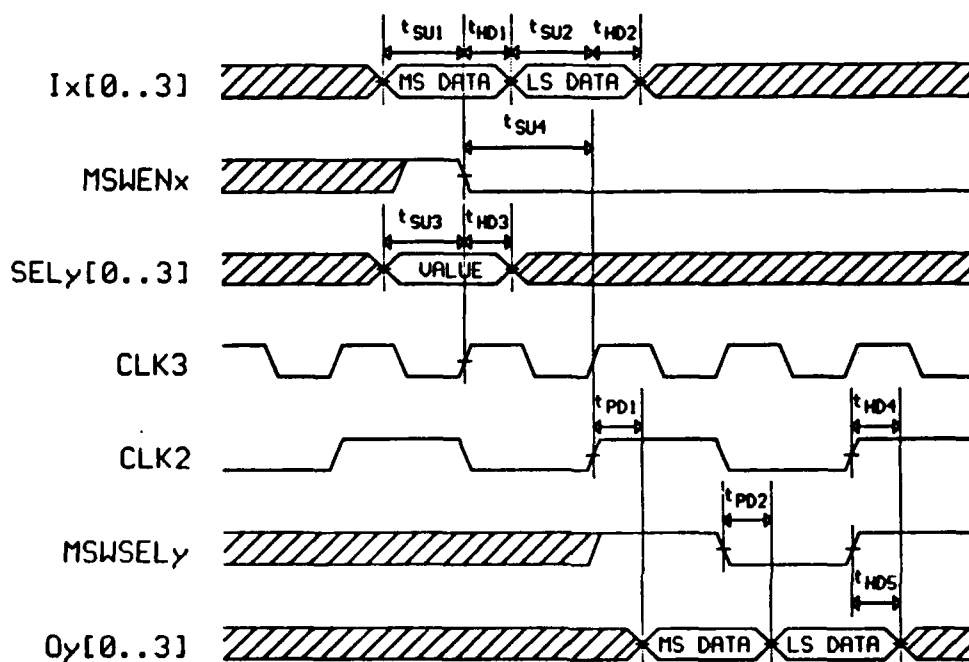 tSU1 tHD1 tSU2 tHD2
Ix[0..3] MS DATA LS DATA
tSU4
MSWENx
tSU3 tHD3
SELy[0..3] VALUE
CLK3
tPD1 tHD4
CLK2
tPD2
MSWSELy
tHD5
Oy[0..3] MS DATA LS DATA